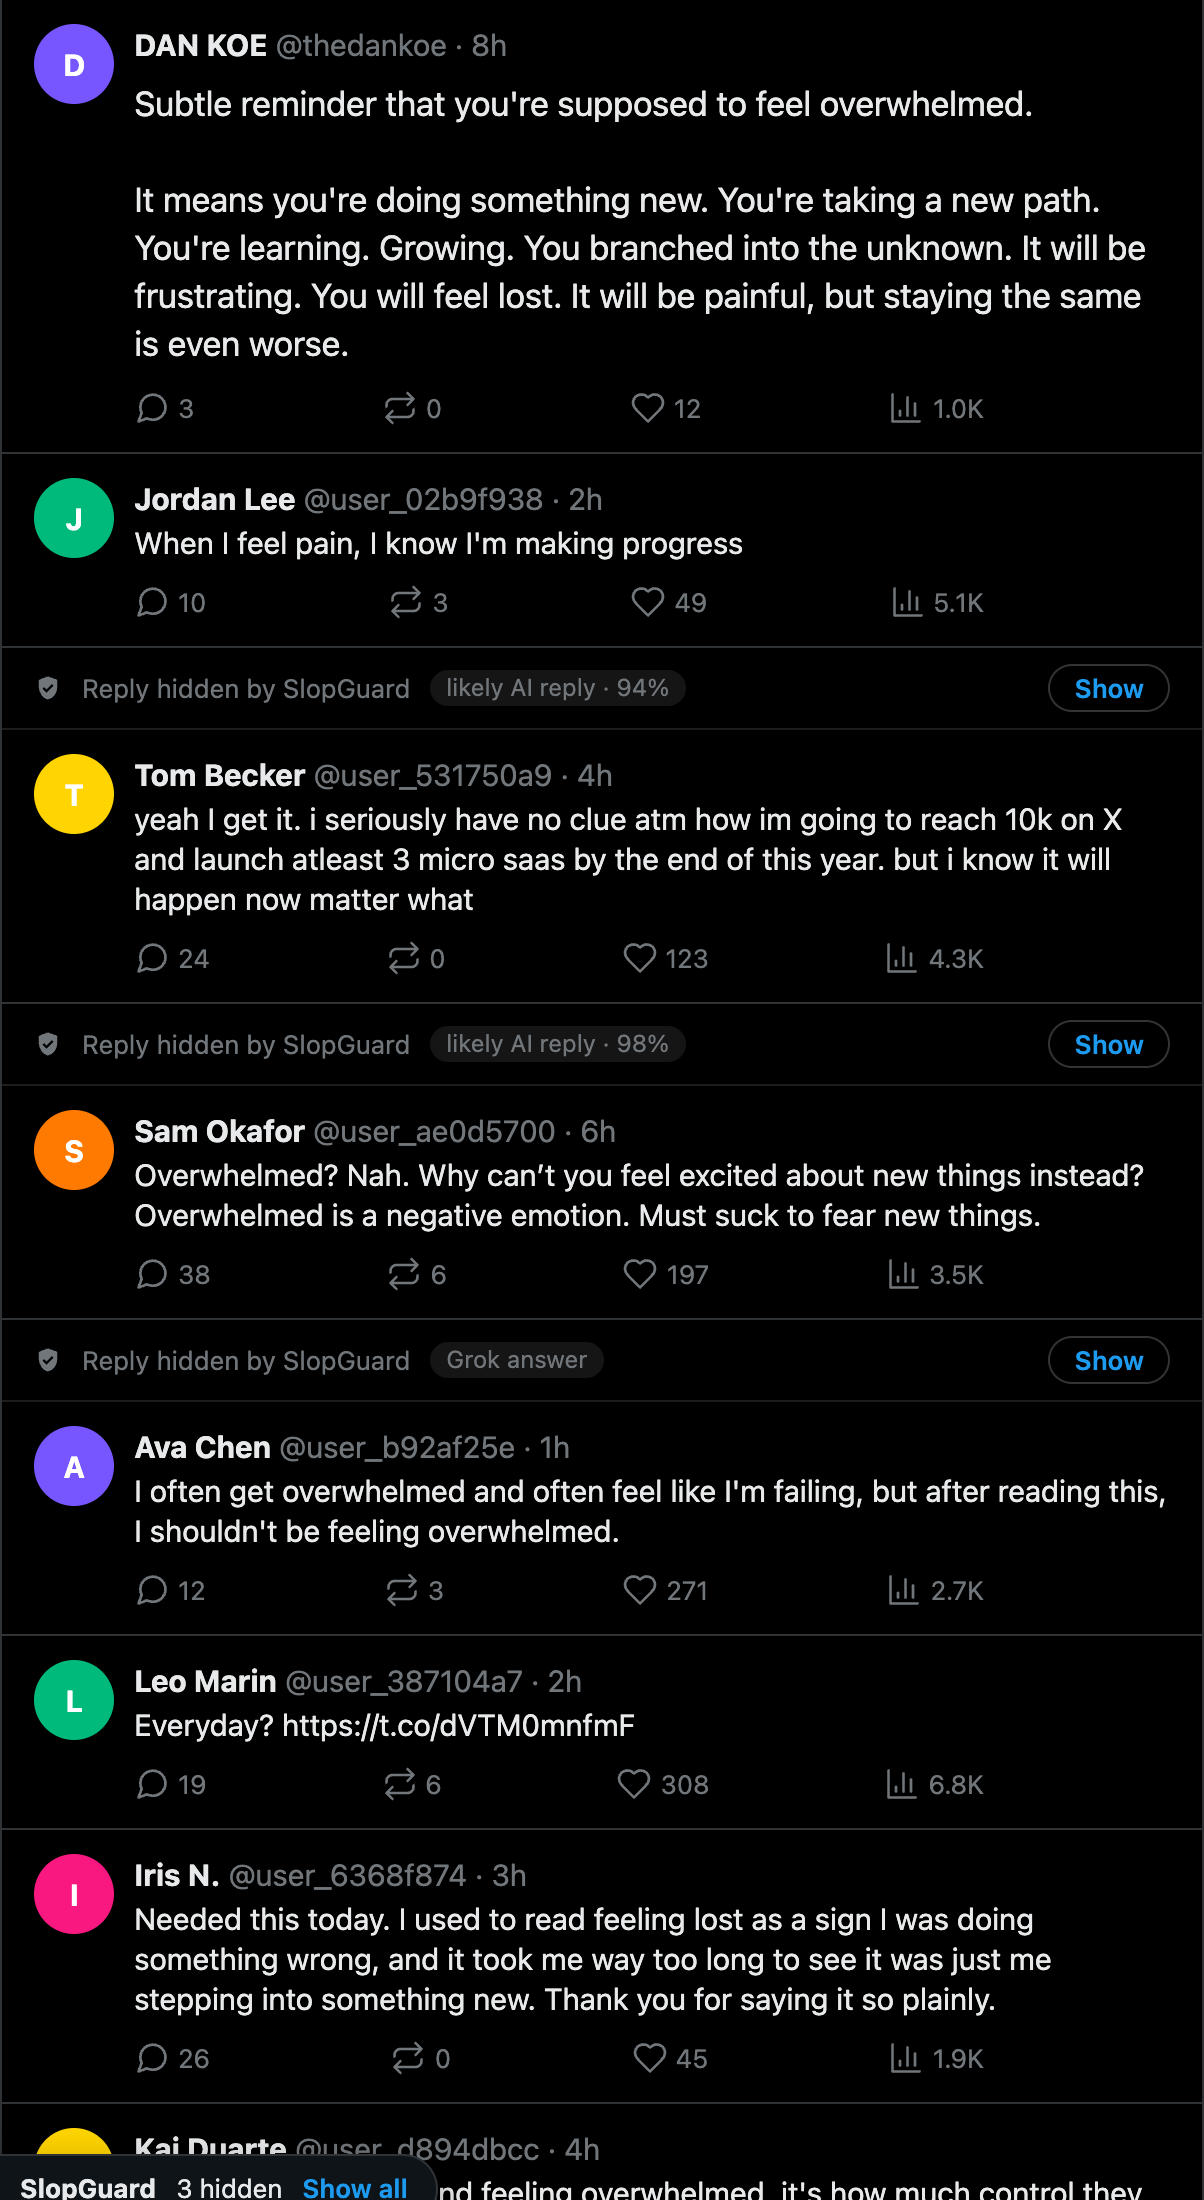 D
DAN KOE @thedankoe · 8h
Subtle reminder that you're supposed to feel overwhelmed.
It means you're doing something new. You're taking a new path.
You're learning. Growing. You branched into the unknown. It will be
frustrating. You will feel lost. It will be painful, but staying the same
is even worse.
3 0 12 1.0K
J
Jordan Lee @user_02b9f938 · 2h
When I feel pain, I know I'm making progress
10 3 49 5.1K
Reply hidden by SlopGuard likely AI reply · 94% Show
T
Tom Becker @user_531750a9 · 4h
yeah I get it. i seriously have no clue atm how im going to reach 10k on X
and launch atleast 3 micro saas by the end of this year. but i know it will
happen now matter what
24 0 123 4.3K
Reply hidden by SlopGuard likely AI reply · 98% Show
S
Sam Okafor @user_ae0d5700 · 6h
Overwhelmed? Nah. Why can’t you feel excited about new things instead?
Overwhelmed is a negative emotion. Must suck to fear new things.
38 6 197 3.5K
Reply hidden by SlopGuard Grok answer Show
A
Ava Chen @user_b92af25e · 1h
I often get overwhelmed and often feel like I'm failing, but after reading this,
I shouldn't be feeling overwhelmed.
12 3 271 2.7K
L
Leo Marin @user_387104a7 · 2h
Everyday? https://t.co/dVTM0mnfmF
19 6 308 6.8K
I
Iris N. @user_6368f874 · 3h
Needed this today. I used to read feeling lost as a sign I was doing
something wrong, and it took me way too long to see it was just me
stepping into something new. Thank you for saying it so plainly.
26 0 45 1.9K
Kai Duarte @user_d894dbcc · 4h
nd feeling overwhelmed, it's how much control they
SlopGuard 3 hidden Show all